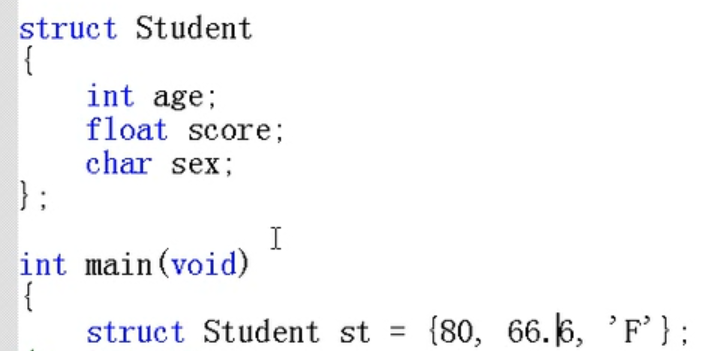 struct Student
{
    int age;
    float score;
    char sex;
};
int main(void)
{
    struct Student st = {80, 66.6, 'F'};